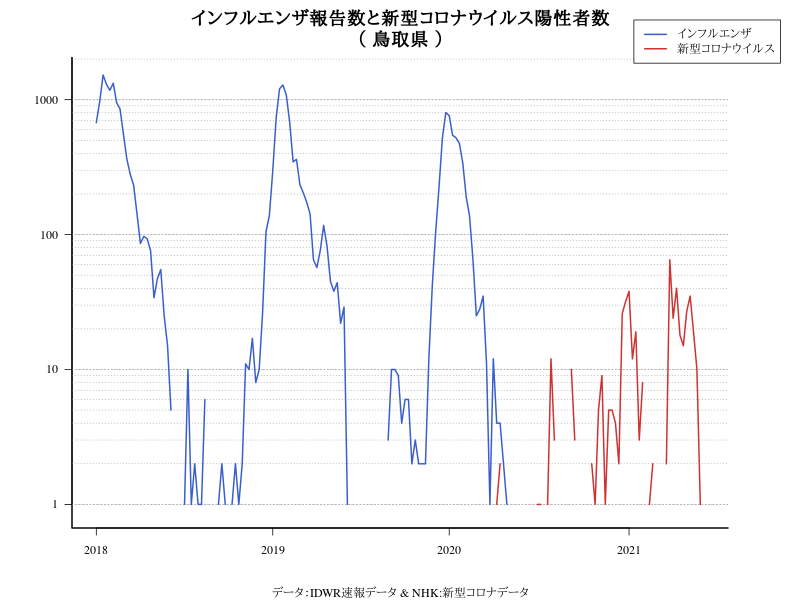 インフルエンザ報告数と新型コロナウイルス陽性者数
（ 鳥取県 ）
インフルエンザ
新型コロナウイルス
1000
100
10
1
2018 2019 2020 2021
データ：IDWR速報データ & NHK:新型コロナデータ